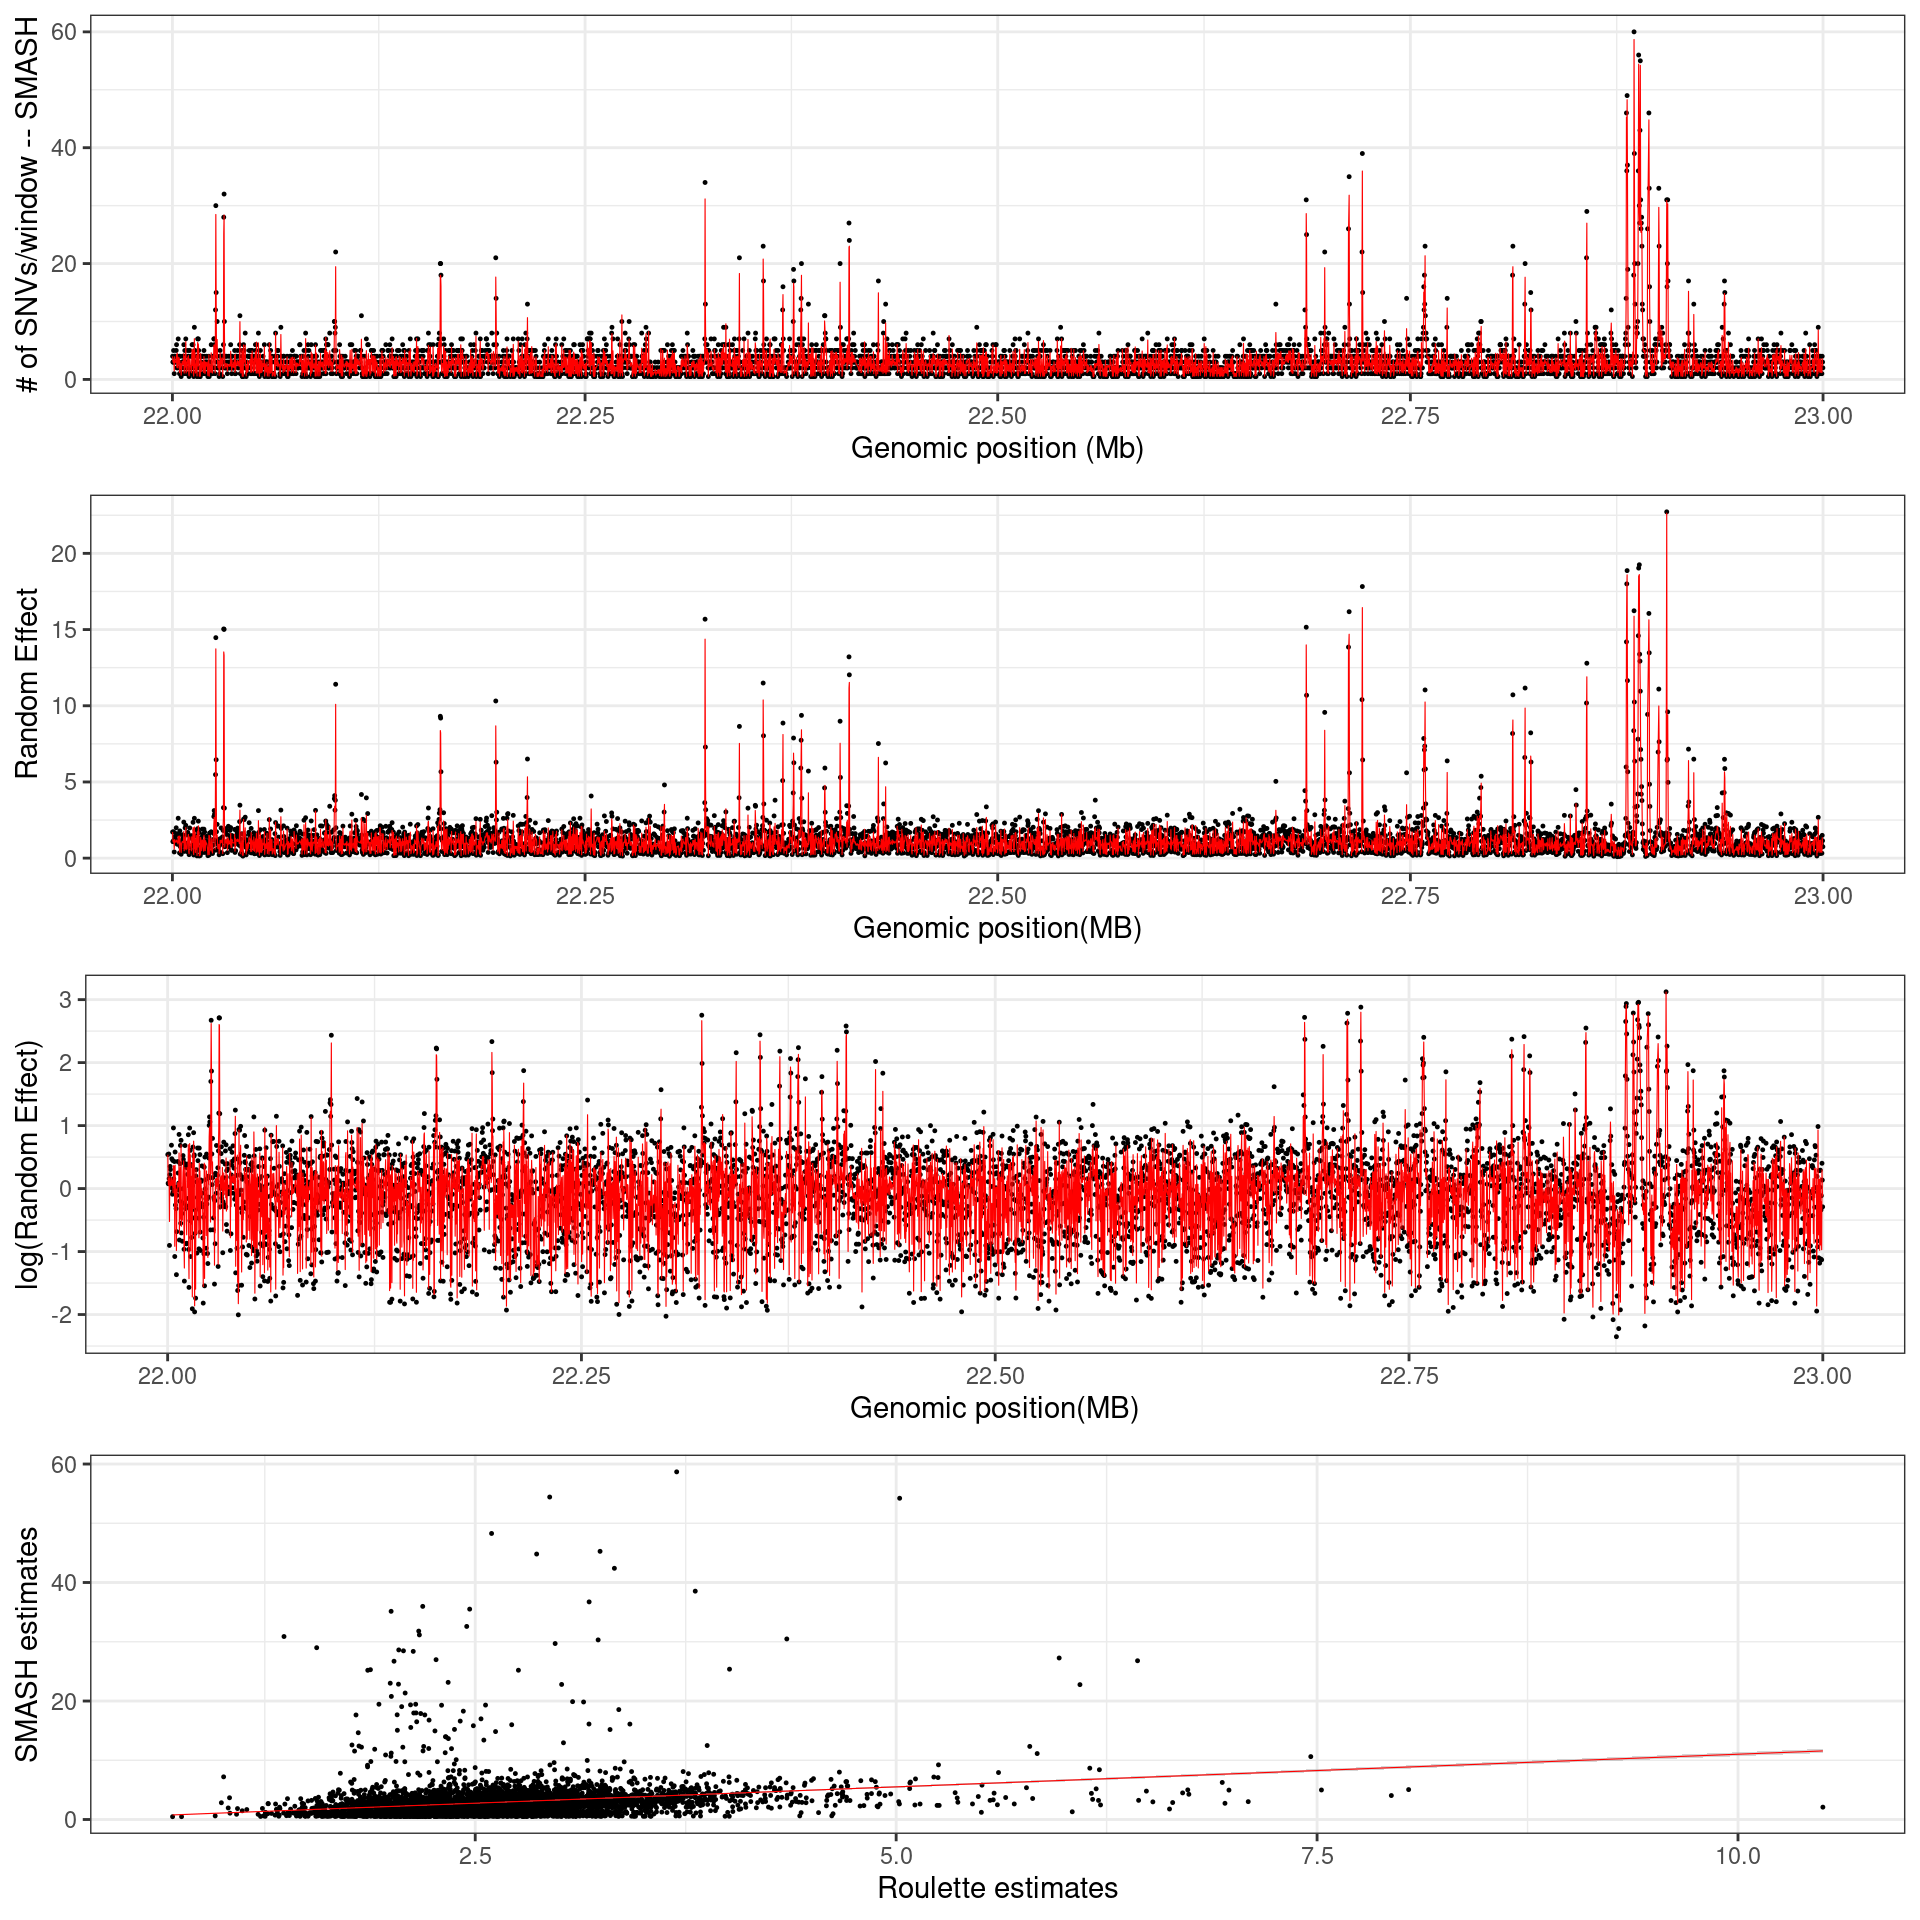 # of SNVs/window -- SMASH
60
40
20
0
22.00 22.25 22.50 22.75 23.00
Genomic position (Mb)
Random Effect
20
15
10
5
0
22.00 22.25 22.50 22.75 23.00
Genomic position(MB)
log(Random Effect)
3
2
1
0
-1
-2
22.00 22.25 22.50 22.75 23.00
Genomic position(MB)
SMASH estimates
60
40
20
0
2.5 5.0 7.5 10.0
Roulette estimates